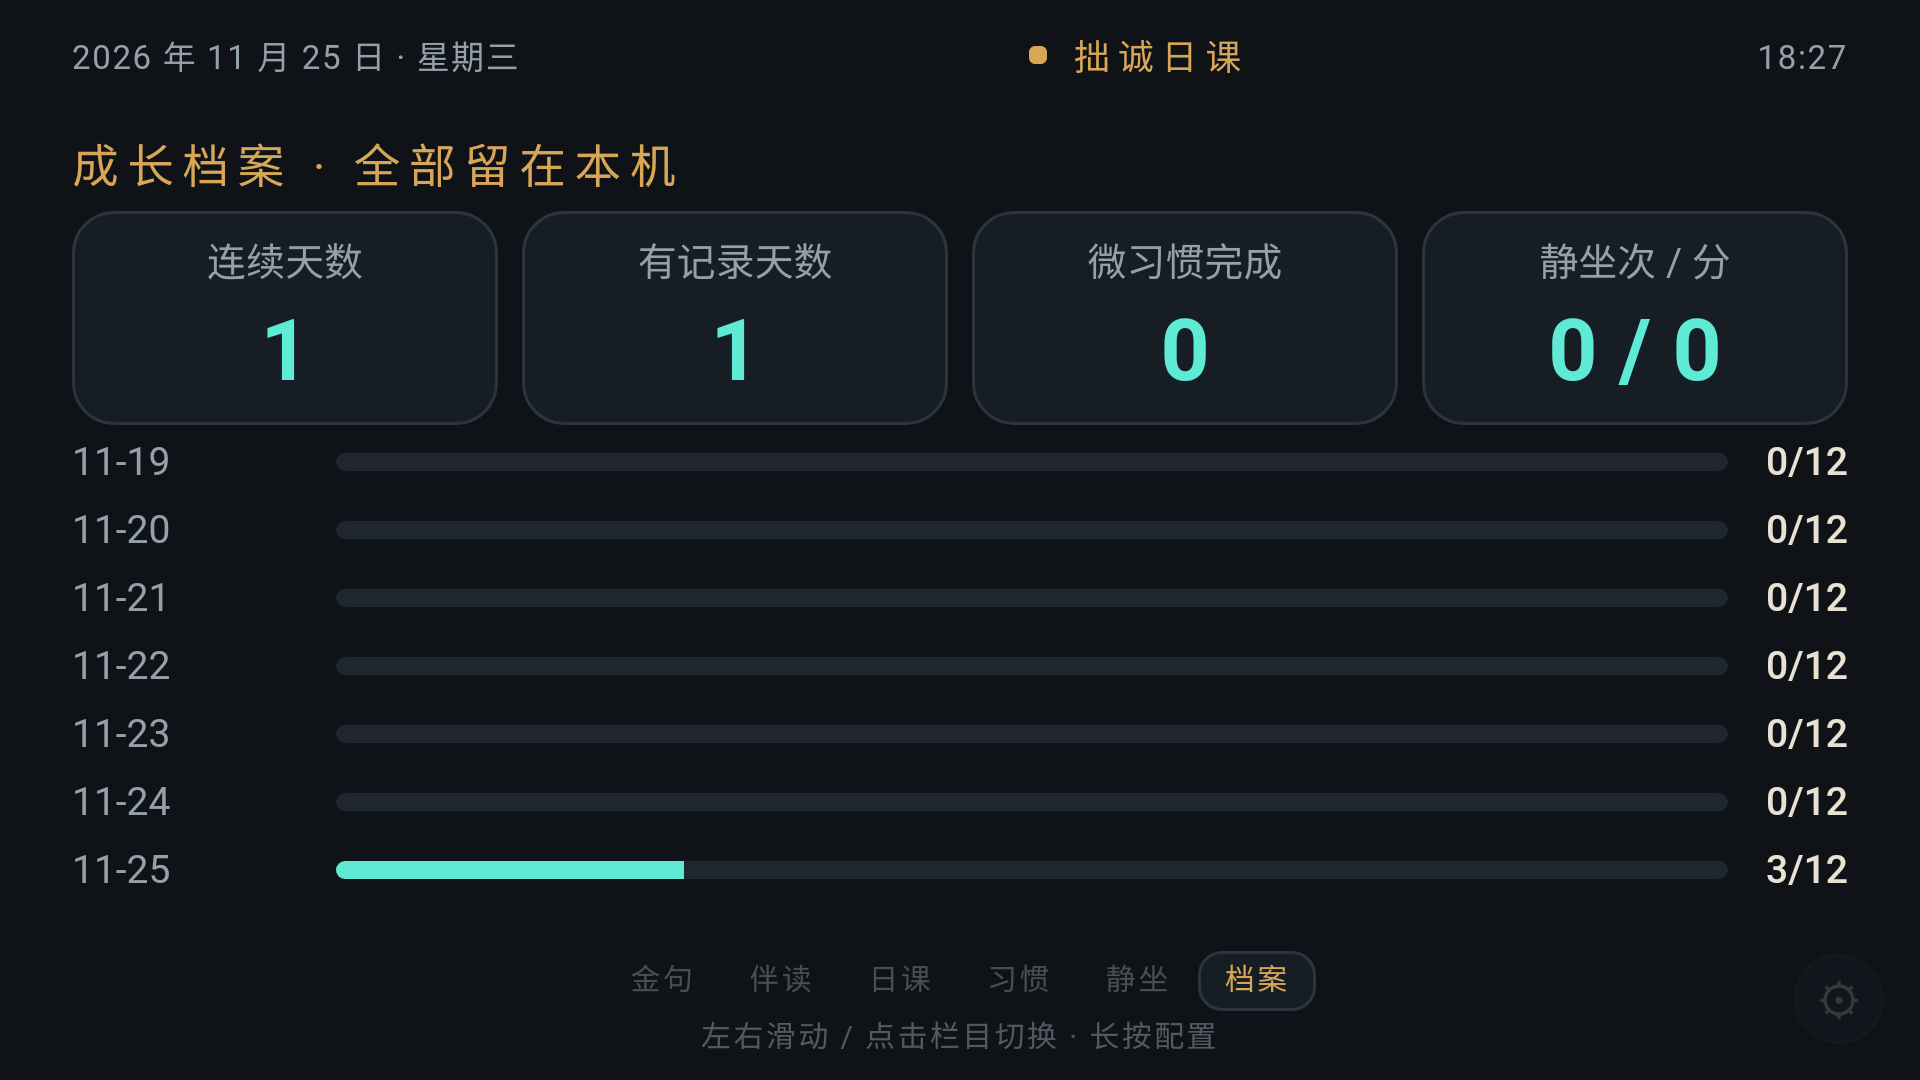 2026 年 11 月 25 日 · 星期三
拙诚日课
18:27
成长档案 · 全部留在本机
连续天数
1
有记录天数
1
微习惯完成
0
静坐次 / 分
0 / 0
11-19 0/12
11-20 0/12
11-21 0/12
11-22 0/12
11-23 0/12
11-24 0/12
11-25 3/12
金句 伴读 日课 习惯 静坐 档案
左右滑动 / 点击栏目切换 · 长按配置